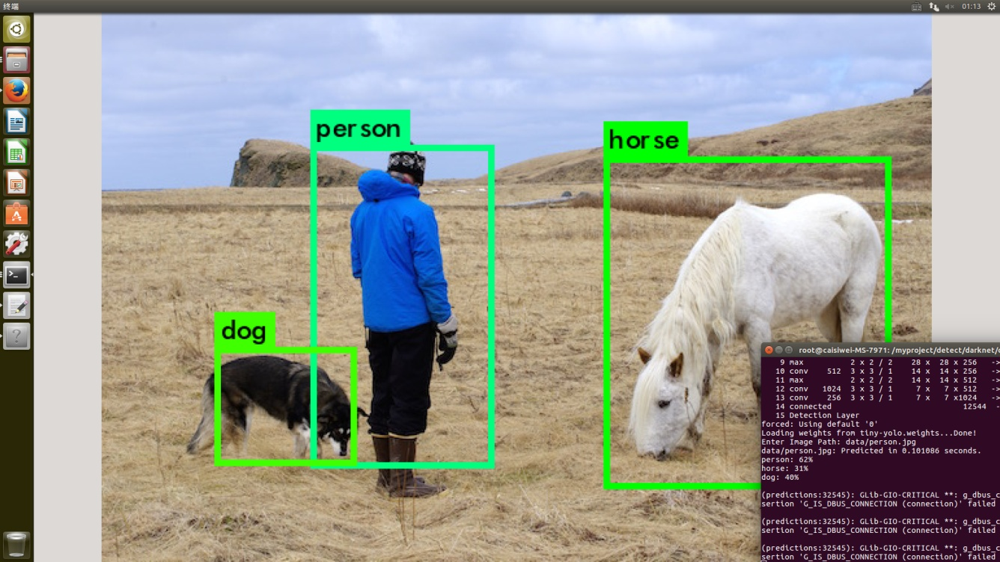 终端
01:13
person
horse
dog
root@caisiwei-MS-7971: /myproject/detect/darknet/
9 max 2 x 2 / 2 28 x 28 x 256 ->
10 conv 512 3 x 3 / 1 14 x 14 x 256 ->
11 max 2 x 2 / 2 14 x 14 x 512 ->
12 conv 1024 3 x 3 / 1 7 x 7 x 512 ->
13 conv 256 3 x 3 / 1 7 x 7 x1024 ->
14 connected 12544 ->
15 Detection Layer
forced: Using default '0'
Loading weights from tiny-yolo.weights...Done!
Enter Image Path: data/person.jpg
data/person.jpg: Predicted in 0.101086 seconds.
person: 62%
horse: 31%
dog: 40%
(predictions:32545): GLib-GIO-CRITICAL **: g_dbus_c
sertion 'G_IS_DBUS_CONNECTION (connection)' failed
(predictions:32545): GLib-GIO-CRITICAL **: g_dbus_c
sertion 'G_IS_DBUS_CONNECTION (connection)' failed
(predictions:32545): GLib-GIO-CRITICAL **: g_dbus_c
sertion 'G_IS_DBUS_CONNECTION (connection)' failed